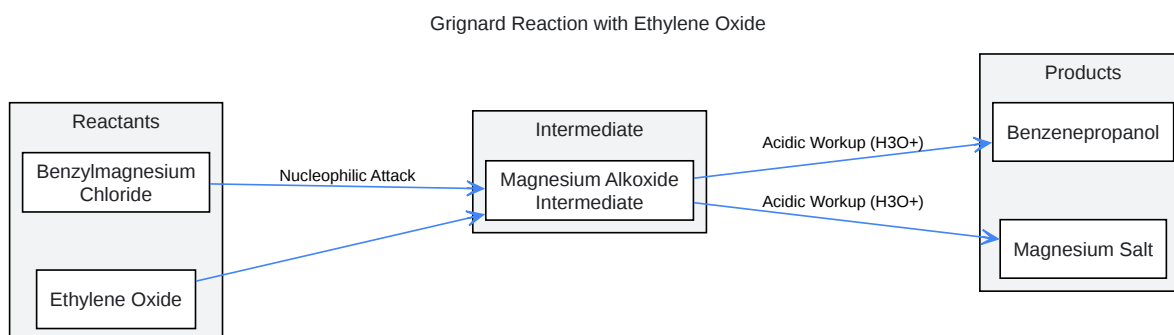 Grignard Reaction with Ethylene Oxide
Reactants
Benzylmagnesium
Chloride
Ethylene Oxide
Nucleophilic Attack
Intermediate
Magnesium Alkoxide
Intermediate
Acidic Workup (H3O+)
Acidic Workup (H3O+)
Products
Benzenepropanol
Magnesium Salt